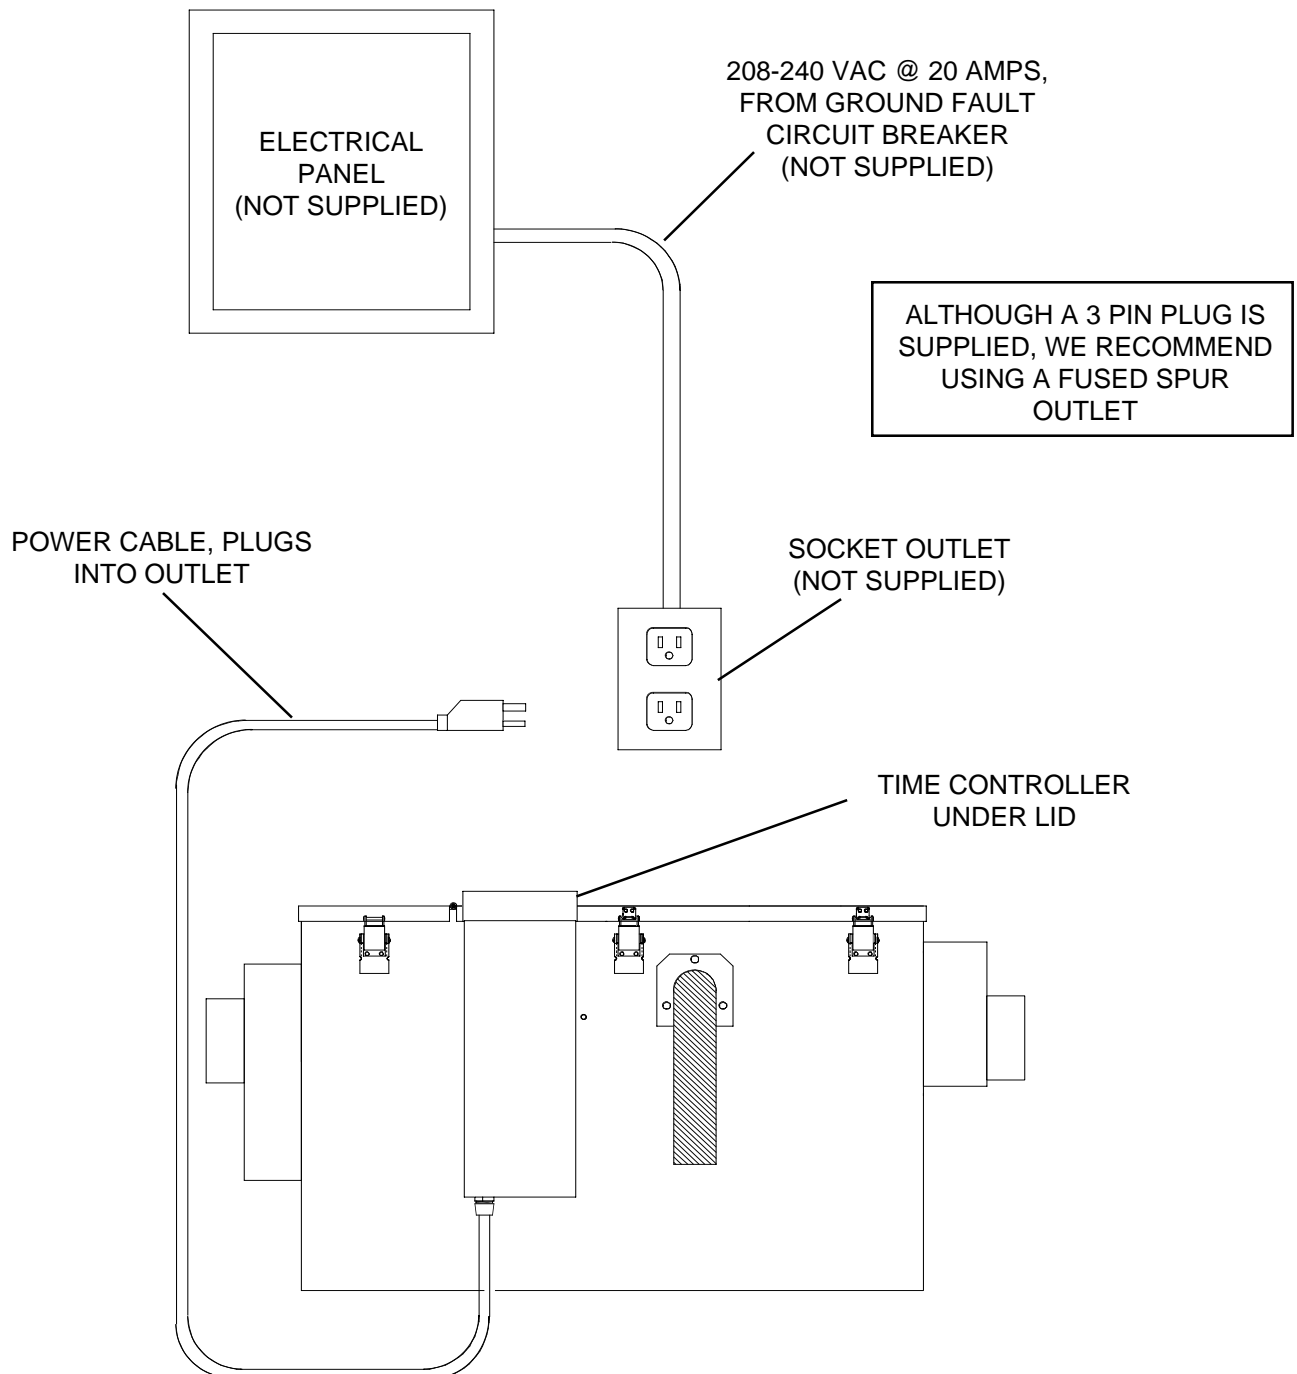 208-240 VAC @ 20 AMPS,
FROM GROUND FAULT
CIRCUIT BREAKER
(NOT SUPPLIED)
ELECTRICAL
PANEL
(NOT SUPPLIED)
ALTHOUGH A 3 PIN PLUG IS
SUPPLIED, WE RECOMMEND
USING A FUSED SPUR
OUTLET
POWER CABLE, PLUGS
INTO OUTLET
SOCKET OUTLET
(NOT SUPPLIED)
TIME CONTROLLER
UNDER LID